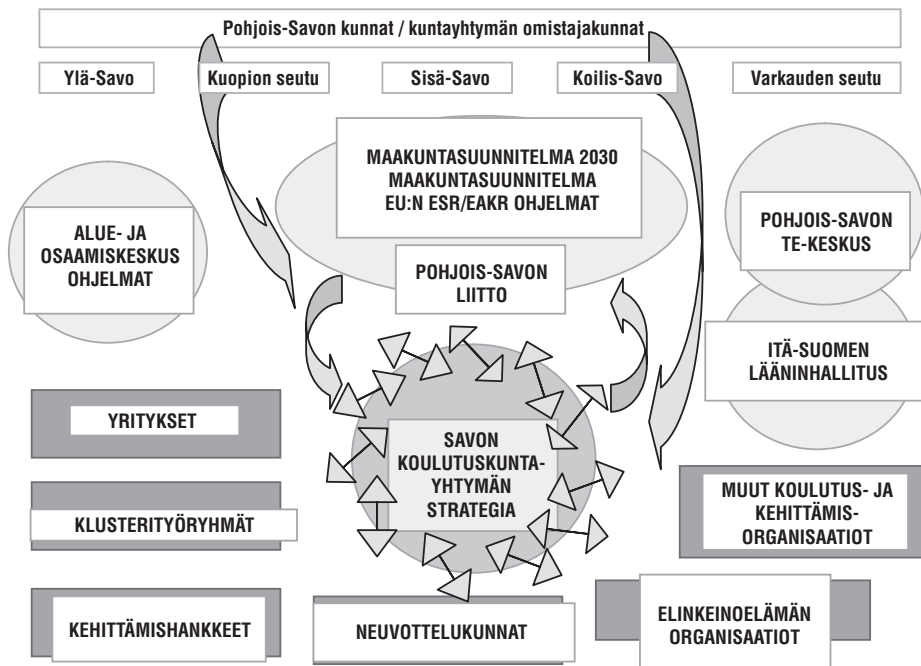 Pohjois-Savon kunnat / kuntayhtymän omistajakunnat
Ylä-Savo
Kuopion seutu
Sisä-Savo
Koilis-Savo
Varkauden seutu
MAAKUNTASUUNNITELMA 2030
MAAKUNTASUUNNITELMA
EU:N ESR/EAKR OHJELMAT
ALUE- JA
OSAAMISKESKUS
OHJELMAT
POHJOIS-SAVON
TE-KESKUS
POHJOIS-SAVON
LIITTO
ITÄ-SUOMEN
LÄÄNINHALLITUS
YRITYKSET
SAVON
KOULUTUSKUNTA-
YHTYMÄN
STRATEGIA
KLUSTERITYÖRYHMÄT
MUUT KOULUTUS- JA
KEHITTÄMIS-
ORGANISAATIOT
KEHITTÄMISHANKKEET
NEUVOTTELUKUNNAT
ELINKEINOELÄMÄN
ORGANISAATIOT